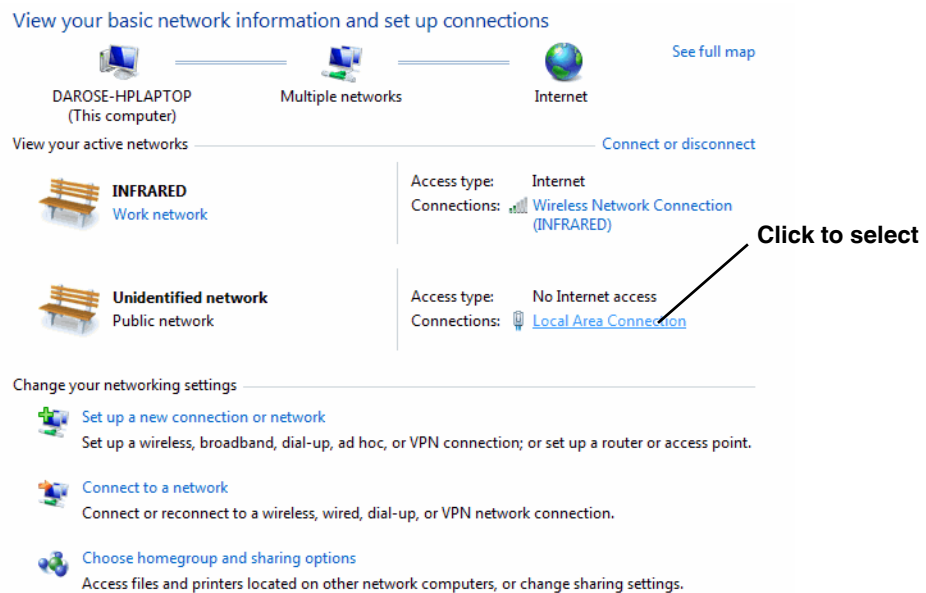 View your basic network information and set up connections
See full map
DAROSE-HPLAPTOP
(This computer)
Multiple networks
Internet
View your active networks
Connect or disconnect
INFRARED
Work network
Access type: Internet
Connections: Wireless Network Connection
(INFRARED)
Click to select
Unidentified network
Public network
Access type: No Internet access
Connections: Local Area Connection
Change your networking settings
Set up a new connection or network
Set up a wireless, broadband, dial-up, ad hoc, or VPN connection; or set up a router or access point.
Connect to a network
Connect or reconnect to a wireless, wired, dial-up, or VPN network connection.
Choose homegroup and sharing options
Access files and printers located on other network computers, or change sharing settings.